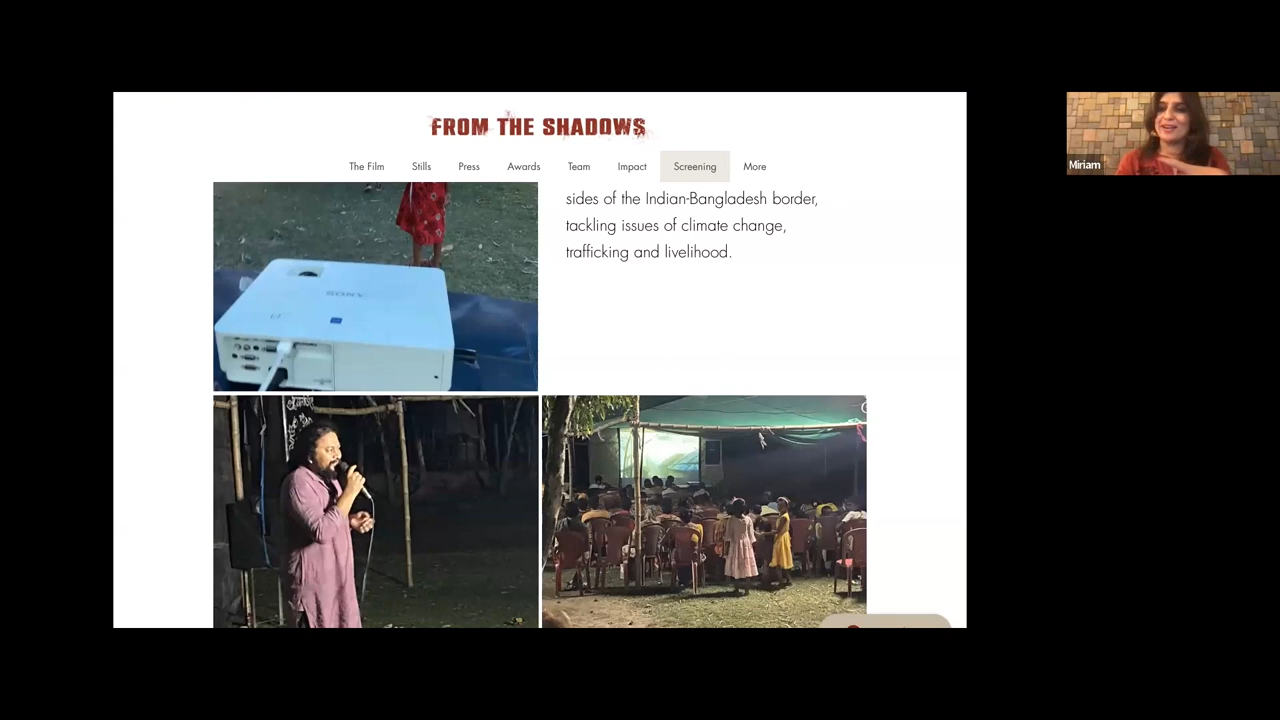 FROM THE SHADOWS
The Film Stills Press Awards Team Impact Screening More
sides of the Indian-Bangladesh border,
tackling issues of climate change,
trafficking and livelihood.
SONY
Miriam